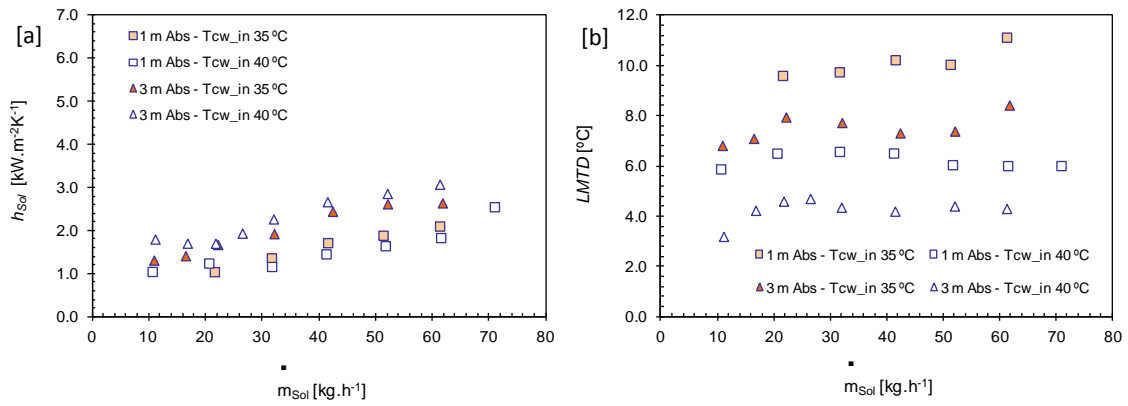 [a]
7.0
6.0
5.0
4.0
3.0
2.0
1.0
0.0
h_Sol [kW.m⁻²K⁻¹]
1 m Abs - Tcw_in 35 ºC
1 m Abs - Tcw_in 40 ºC
3 m Abs - Tcw_in 35 ºC
3 m Abs - Tcw_in 40 ºC
0 10 20 30 40 50 60 70 80
ṁ_Sol [kg.h⁻¹]
[b]
12.0
10.0
8.0
6.0
4.0
2.0
0.0
LMTD [ºC]
1 m Abs - Tcw_in 35 ºC 1 m Abs - Tcw_in 40 ºC
3 m Abs - Tcw_in 35 ºC 3 m Abs - Tcw_in 40 ºC
0 10 20 30 40 50 60 70 80
ṁ_Sol [kg.h⁻¹]